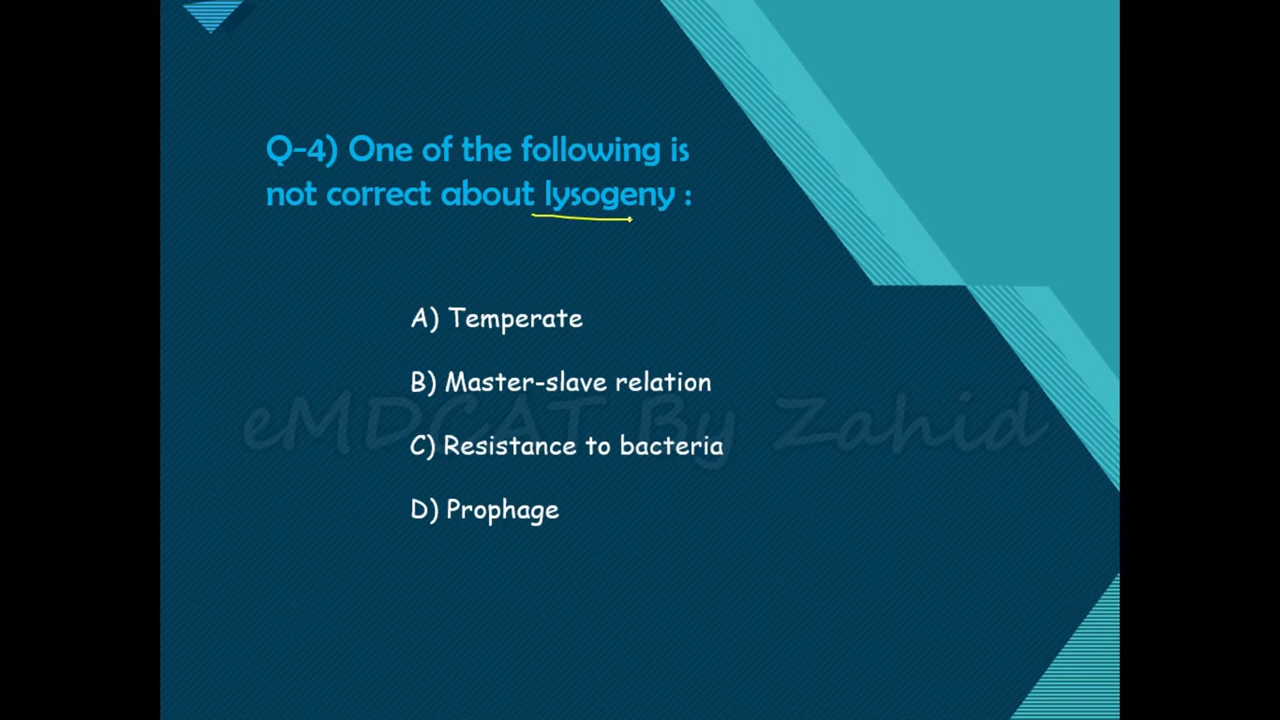 Q-4) One of the following is
not correct about lysogeny :
A) Temperate
B) Master-slave relation
eMDCAT By Zahid
C) Resistance to bacteria
D) Prophage